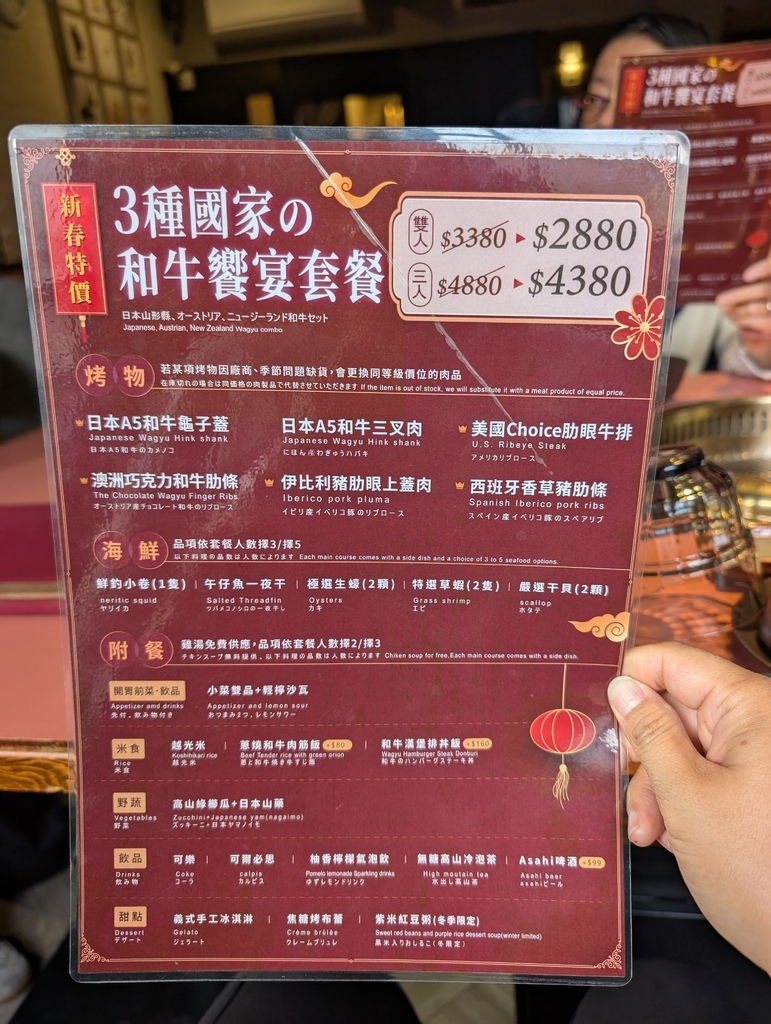 新春特價
3種國家の
和牛饗宴套餐
雙人 $3380 ▸ $2880
三人 $4880 ▸ $4380
日本山形縣、オーストリア、ニュージーランド和牛セット
Japanese, Austrian, New Zealand Wagyu combo
烤物 若某項烤物因廠商、季節問題缺貨,會更換同等級價位的肉品
在庫切れの場合は同価格の肉製品で代替させていただきます If the item is out of stock, we will substitute it with a meat product of equal price.
日本A5和牛龜子蓋
Japanese Wagyu Hink shank
日本A5和牛のカメノコ
日本A5和牛三叉肉
Japanese Wagyu Hink shank
にほん産わぎゅうハバキ
美國Choice肋眼牛排
U.S. Ribeye Steak
アメリカリブロース
澳洲巧克力和牛肋條
The Chocolate Wagyu Finger Ribs
オーストリア産チョコレート和牛のリブロース
伊比利豬肋眼上蓋肉
Iberico pork pluma
イビリ産イベリコ豚のリブロース
西班牙香草豬肋條
Spanish Iberico pork ribs
スペイン産イベリコ豚のスペアリブ
海鮮 品項依套餐人數擇3/擇5
以下料理の品数は人数によります Each main course comes with a side dish and a choice of 3 to 5 seafood options.
鮮釣小卷(1隻) | 午仔魚一夜干 | 極選生蠔(2顆) | 特選草蝦(2隻) | 嚴選干貝(2顆)
neritic squid Salted Threadfin Oysters Grass shrimp scallop
ヤリイカ ツバメコノシロの一夜干し カキ エビ ホタテ
附餐 雞湯免費供應,品項依套餐人數擇2/擇3
チキンスープ無料提供,以下料理の品数は人数によります Chiken soup for free,Each main course comes with a side dish.
開胃前菜·飲品 小菜雙品+輕檸沙瓦
Appetizer amd drinks Appetizer and lemon sour
先付,飲み物付き おつまみ2つ,レモンサワー
米食 越光米 | 蔥燒和牛肉筋飯 +$80 | 和牛漢堡排丼飯 +$160
Rice Koshihikari rice Beef Tender rice with green onion Wagyu Hamburger Steak Donburi
米食 越光米 葱と和牛焼き牛すじ飯 和牛のハンバーグステーキ丼
野蔬 高山綠櫛瓜+日本山藥
Vegetables Zucchini+Japanese yam(nagaimo)
野菜 ズッキーニ+日本ヤマノイモ
飲品 可樂 | 可爾必思 | 柚香檸檬氣泡飲 | 無糖高山冷泡茶 | Asahi啤酒 +$99
Drinks Coke calpis Pomelo lemonade Sparkling drinks High moutain tea Asahi beer
飲み物 コーラ カルピス ゆずレモンドリンク 水出し高山茶 asahiビール
甜點 義式手工冰淇淋 | 焦糖烤布蕾 | 紫米紅豆粥(冬季限定)
Dessert Gelato Crème brûlée Sweet red beans and purple rice dessert soup(winter limited)
デザート ジェラート クレームブリュレ 黒米入りおしるこ(冬限定)
3種國家の
和牛饗宴套餐